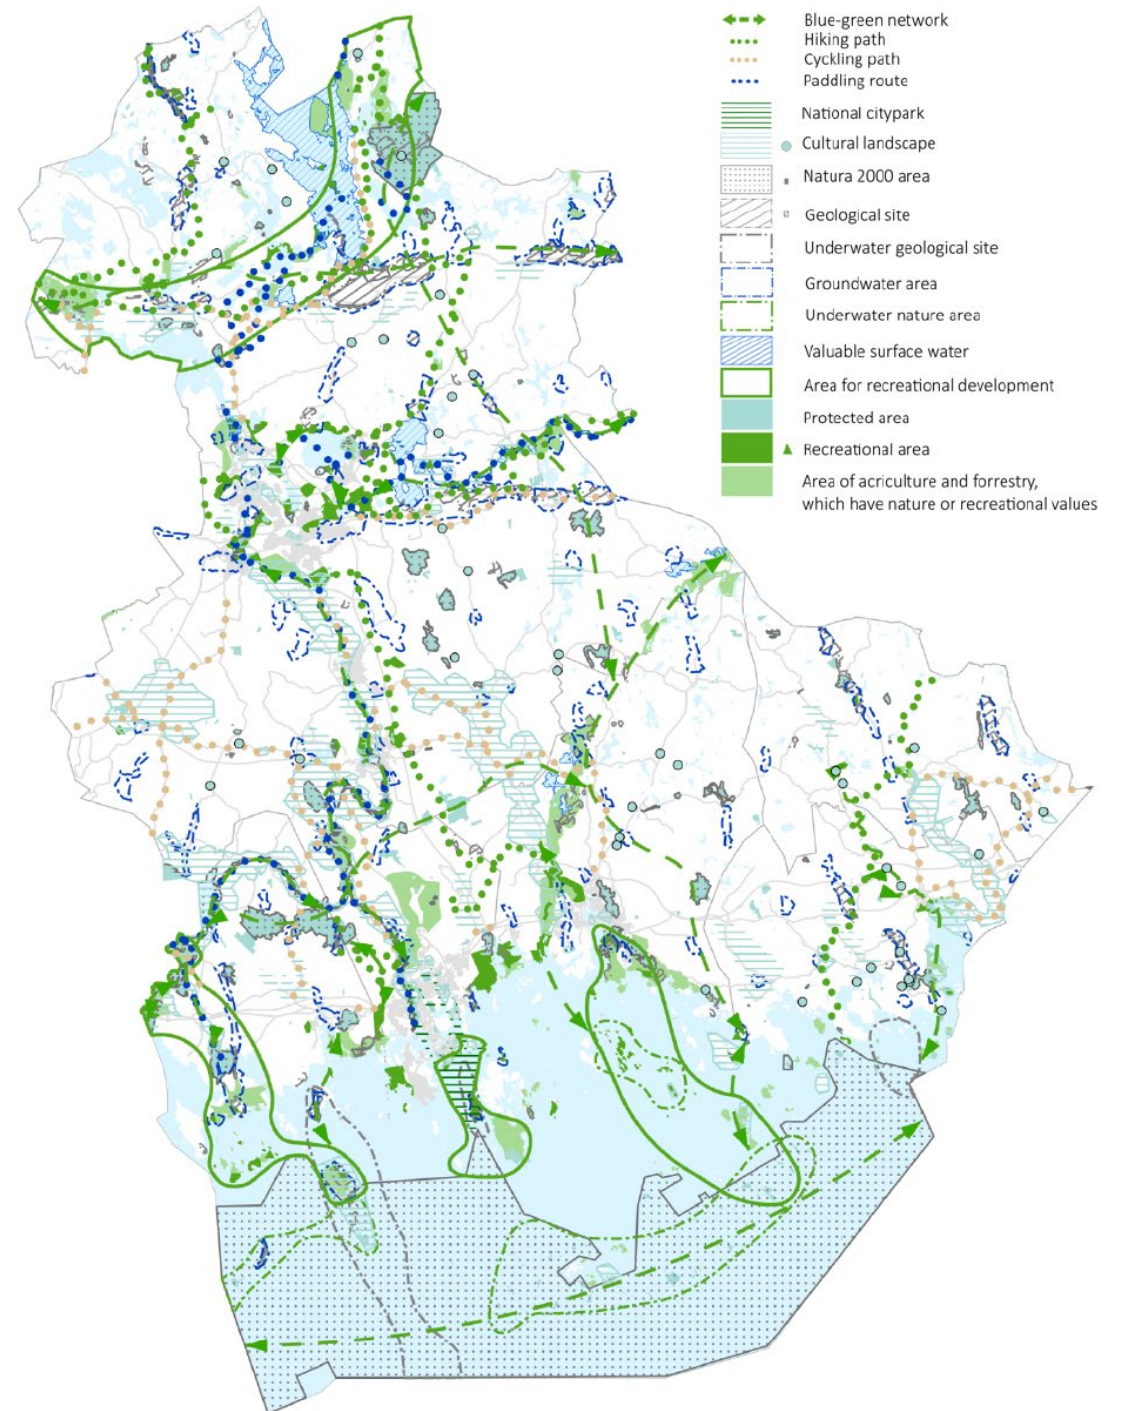 Blue-green network
Hiking path
Cyckling path
Paddling route
National citypark
Cultural landscape
Natura 2000 area
Geological site
Underwater geological site
Groundwater area
Underwater nature area
Valuable surface water
Area for recreational development
Protected area
Recreational area
Area of acriculture and forrestry,
which have nature or recreational values